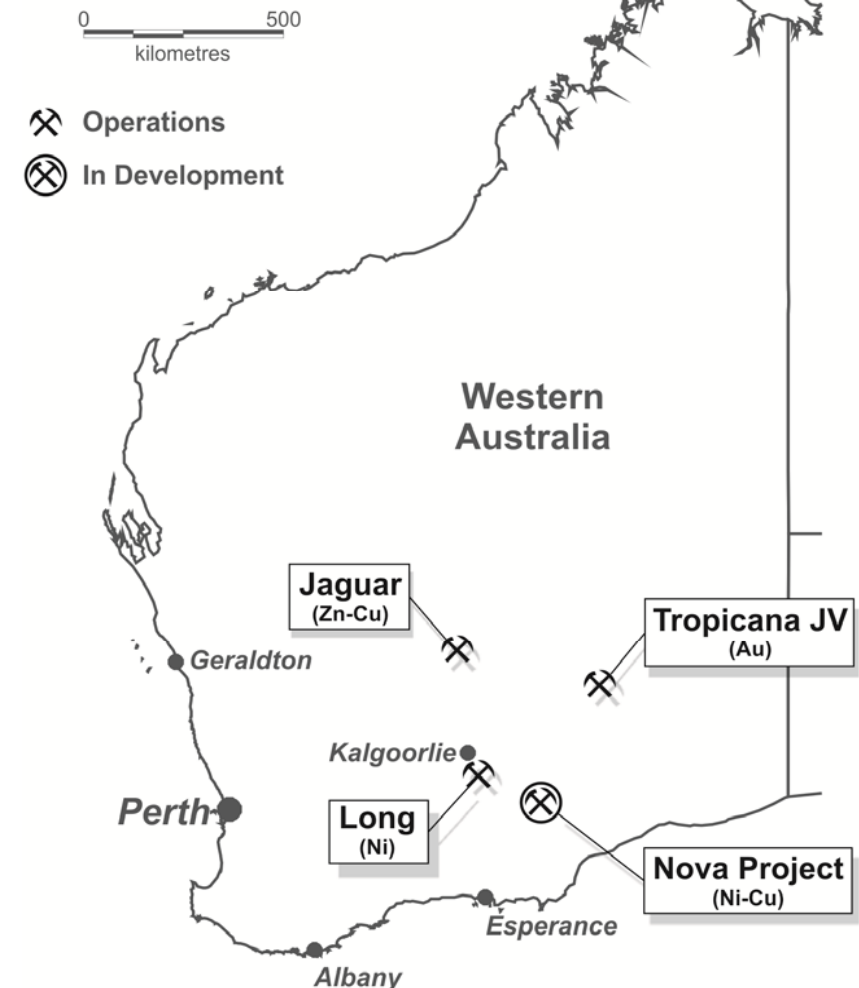 0 500
kilometres
Operations
In Development
Western
Australia
Jaguar
(Zn-Cu)
Tropicana JV
(Au)
Geraldton
Kalgoorlie
Perth
Long
(Ni)
Nova Project
(Ni-Cu)
Esperance
Albany